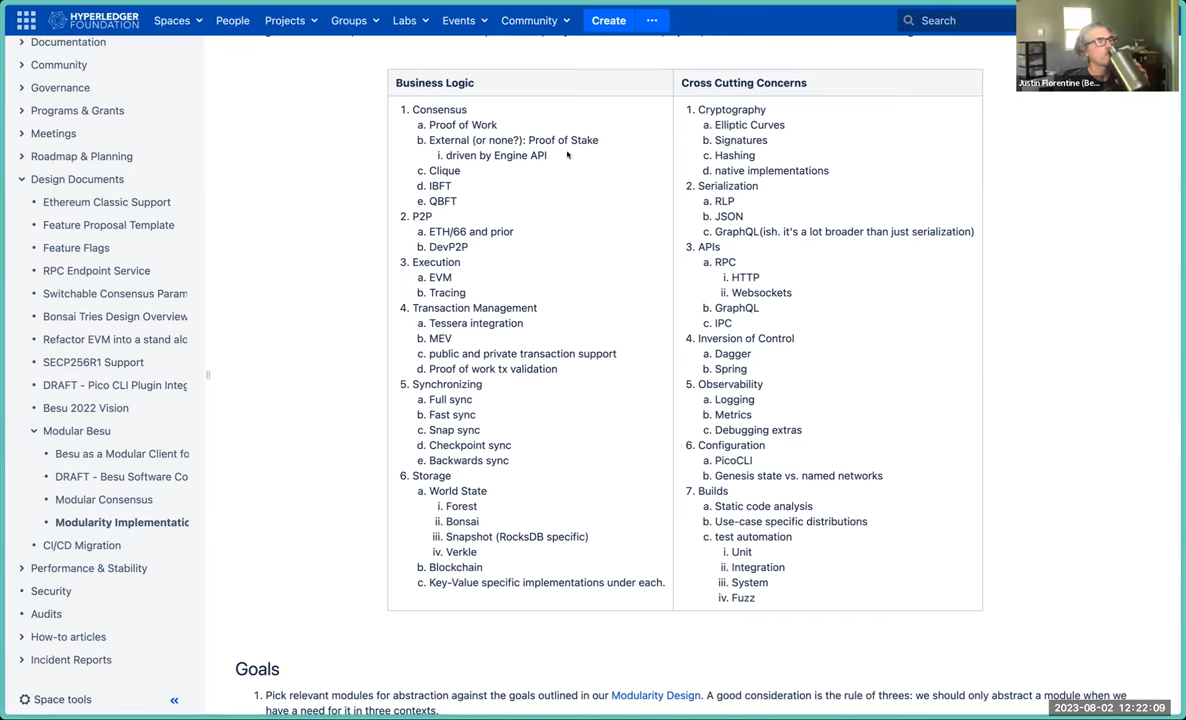 HYPERLEDGER
FOUNDATION
Spaces
People
Projects
Groups
Labs
Events
Community
Create
Search
Documentation
Community
Governance
Programs & Grants
Meetings
Roadmap & Planning
Design Documents
Ethereum Classic Support
Feature Proposal Template
Feature Flags
RPC Endpoint Service
Switchable Consensus Param
Bonsai Tries Design Overview
Refactor EVM into a stand alc
SECP256R1 Support
DRAFT - Pico CLI Plugin Integ
Besu 2022 Vision
Modular Besu
Besu as a Modular Client fo
DRAFT - Besu Software Co
Modular Consensus
Modularity Implementatic
CI/CD Migration
Performance & Stability
Security
Audits
How-to articles
Incident Reports
Space tools
Business Logic
1. Consensus
a. Proof of Work
b. External (or none?): Proof of Stake
i. driven by Engine API
c. Clique
d. IBFT
e. QBFT
2. P2P
a. ETH/66 and prior
b. DevP2P
3. Execution
a. EVM
b. Tracing
4. Transaction Management
a. Tessera integration
b. MEV
c. public and private transaction support
d. Proof of work tx validation
5. Synchronizing
a. Full sync
b. Fast sync
c. Snap sync
d. Checkpoint sync
e. Backwards sync
6. Storage
a. World State
i. Forest
ii. Bonsai
iii. Snapshot (RocksDB specific)
iv. Verkle
b. Blockchain
c. Key-Value specific implementations under each.
Cross Cutting Concerns
1. Cryptography
a. Elliptic Curves
b. Signatures
c. Hashing
d. native implementations
2. Serialization
a. RLP
b. JSON
c. GraphQL(ish. it's a lot broader than just serialization)
3. APIs
a. RPC
i. HTTP
ii. Websockets
b. GraphQL
c. IPC
4. Inversion of Control
a. Dagger
b. Spring
5. Observability
a. Logging
b. Metrics
c. Debugging extras
6. Configuration
a. PicoCLI
b. Genesis state vs. named networks
7. Builds
a. Static code analysis
b. Use-case specific distributions
c. test automation
i. Unit
ii. Integration
iii. System
iv. Fuzz
Goals
1. Pick relevant modules for abstraction against the goals outlined in our Modularity Design. A good consideration is the rule of threes: we should only abstract a module when we
have a need for it in three contexts.
Justin Florentine (Be...
2023-08-02 12:22:09